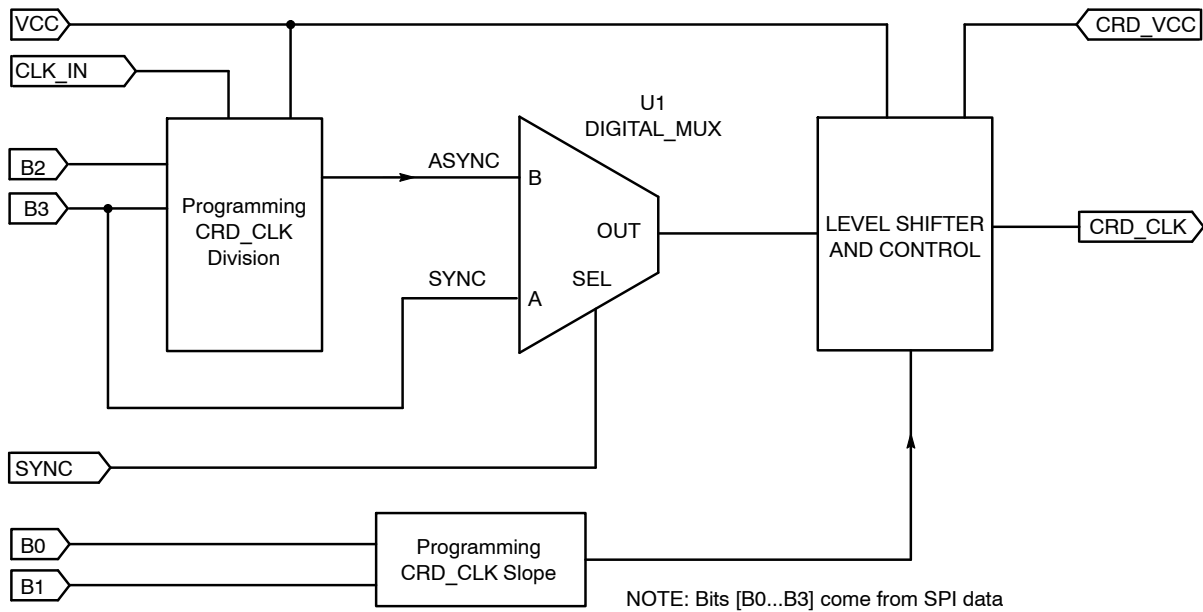 VCC
CRD_VCC
CLK_IN
U1
DIGITAL_MUX
B2
ASYNC
B
B3
Programming
CRD_CLK
Division
OUT
LEVEL SHIFTER
AND CONTROL
CRD_CLK
SYNC
SEL
A
SYNC
B0
Programming
CRD_CLK Slope
B1
NOTE: Bits [B0...B3] come from SPI data